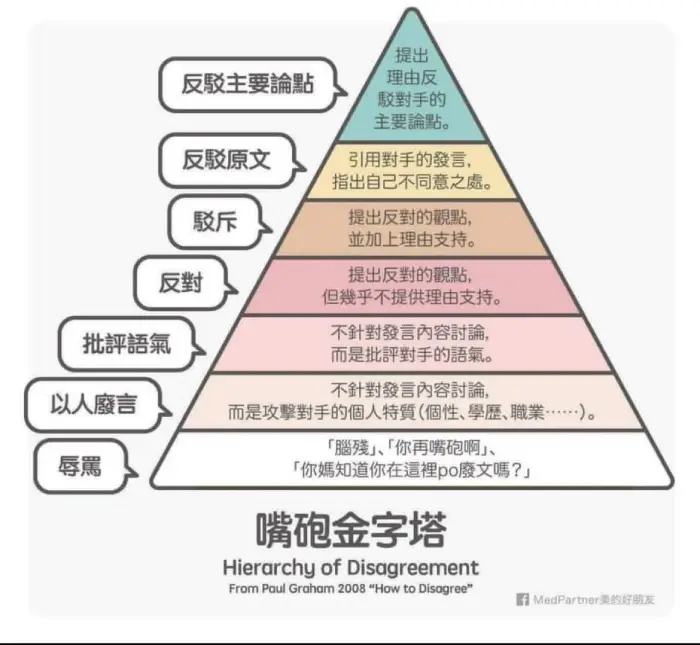 反駁主要論點
提出
理由反
駁對手的
主要論點。
反駁原文
引用對手的發言,
指出自己不同意之處。
駁斥
提出反對的觀點,
並加上理由支持。
反對
提出反對的觀點,
但幾乎不提供理由支持。
批評語氣
不針對發言內容討論,
而是批評對手的語氣。
以人廢言
不針對發言內容討論,
而是攻擊對手的個人特質(個性、學歷、職業⋯⋯)。
辱罵
「腦殘」、「你再嘴砲啊」、
「你媽知道你在這裡po廢文嗎?」
嘴砲金字塔
Hierarchy of Disagreement
From Paul Graham 2008 “How to Disagree”
MedPartner美的好朋友